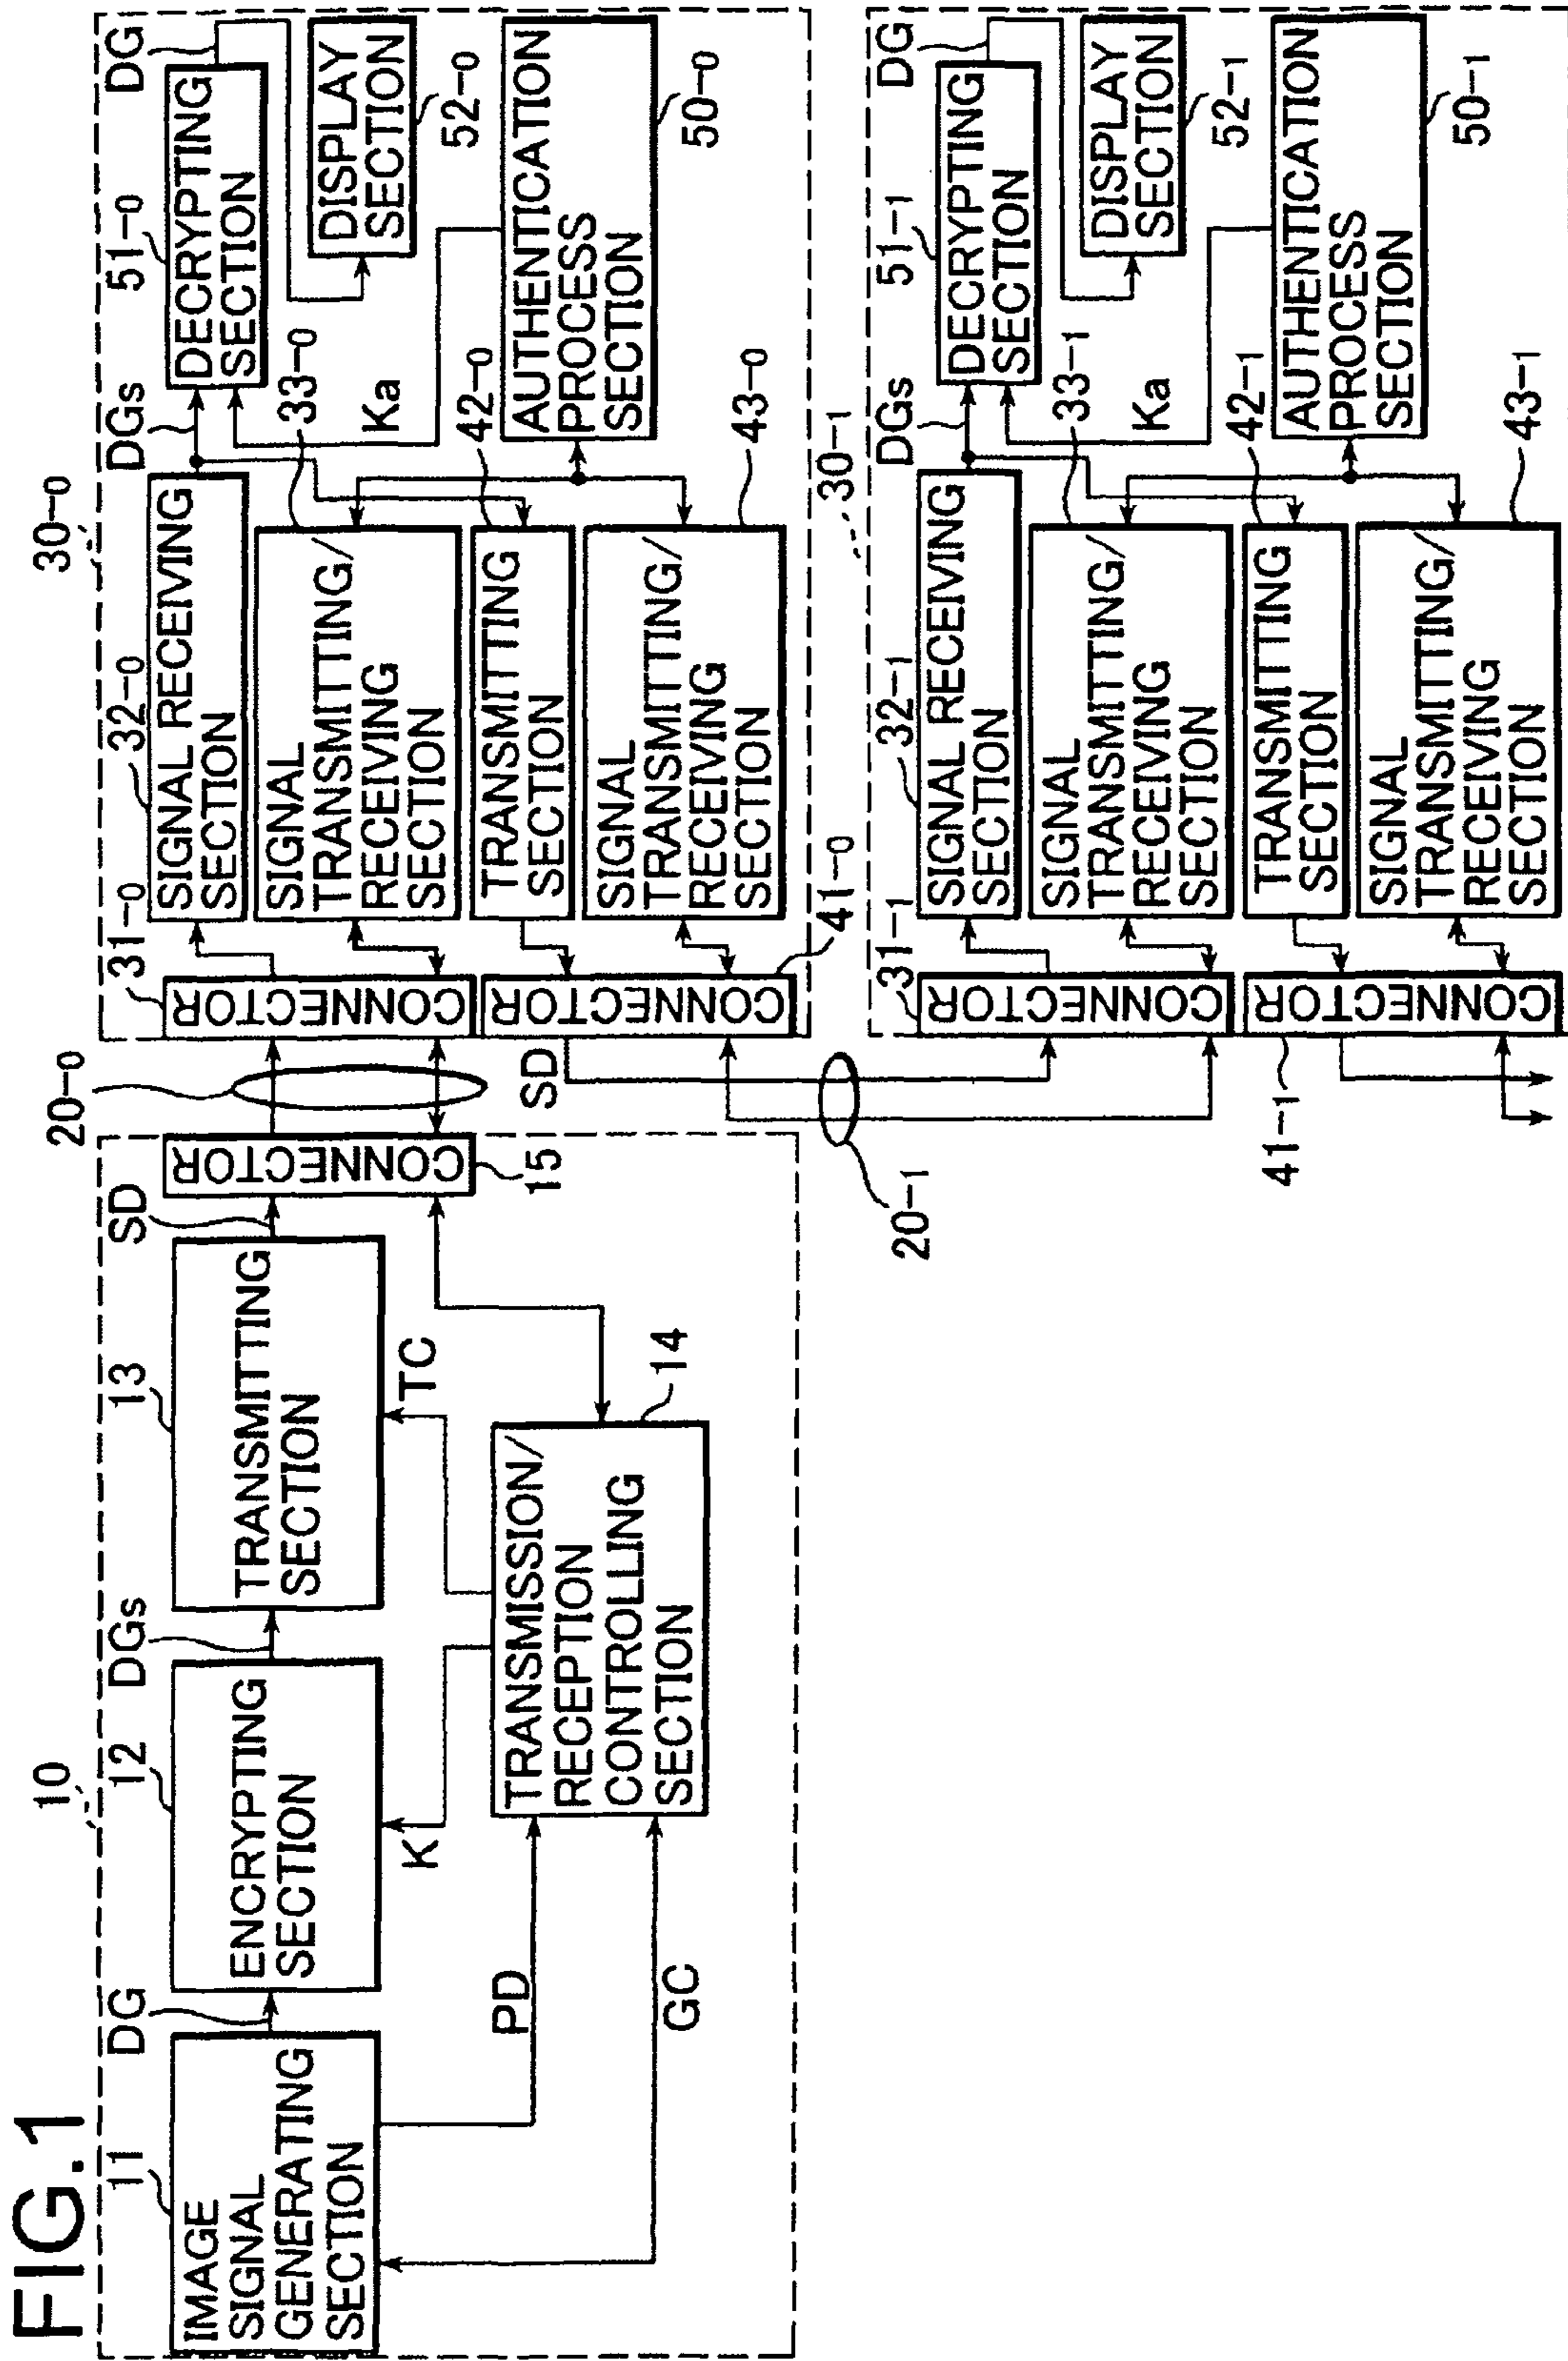 FIG.1
10
11
IMAGE
SIGNAL
GENERATING
SECTION
DG
12
ENCRYPTING
SECTION
DGs
13
TRANSMITTING
SECTION
SD
K
TC
PD
GC
TRANSMISSION/
RECEPTION
CONTROLLING
SECTION
14
CONNECTOR
15
20-0
30-0
31-0
CONNECTOR
32-0
SIGNAL RECEIVING
SECTION
SIGNAL
TRANSMITTING/
RECEIVING
SECTION
33-0
TRANSMITTING
SECTION
42-0
SIGNAL
TRANSMITTING/
RECEIVING
SECTION
43-0
CONNECTOR
41-0
SD
DGs
51-0
DECRYPTING
SECTION
DG
DISPLAY
SECTION
52-0
Ka
AUTHENTICATION
PROCESS
SECTION
50-0
20-1
30-1
31-1
CONNECTOR
32-1
SIGNAL RECEIVING
SECTION
SIGNAL
TRANSMITTING/
RECEIVING
SECTION
33-1
TRANSMITTING
SECTION
42-1
SIGNAL
TRANSMITTING/
RECEIVING
SECTION
43-1
CONNECTOR
41-1
DGs
51-1
DECRYPTING
SECTION
DG
DISPLAY
SECTION
52-1
Ka
AUTHENTICATION
PROCESS
SECTION
50-1